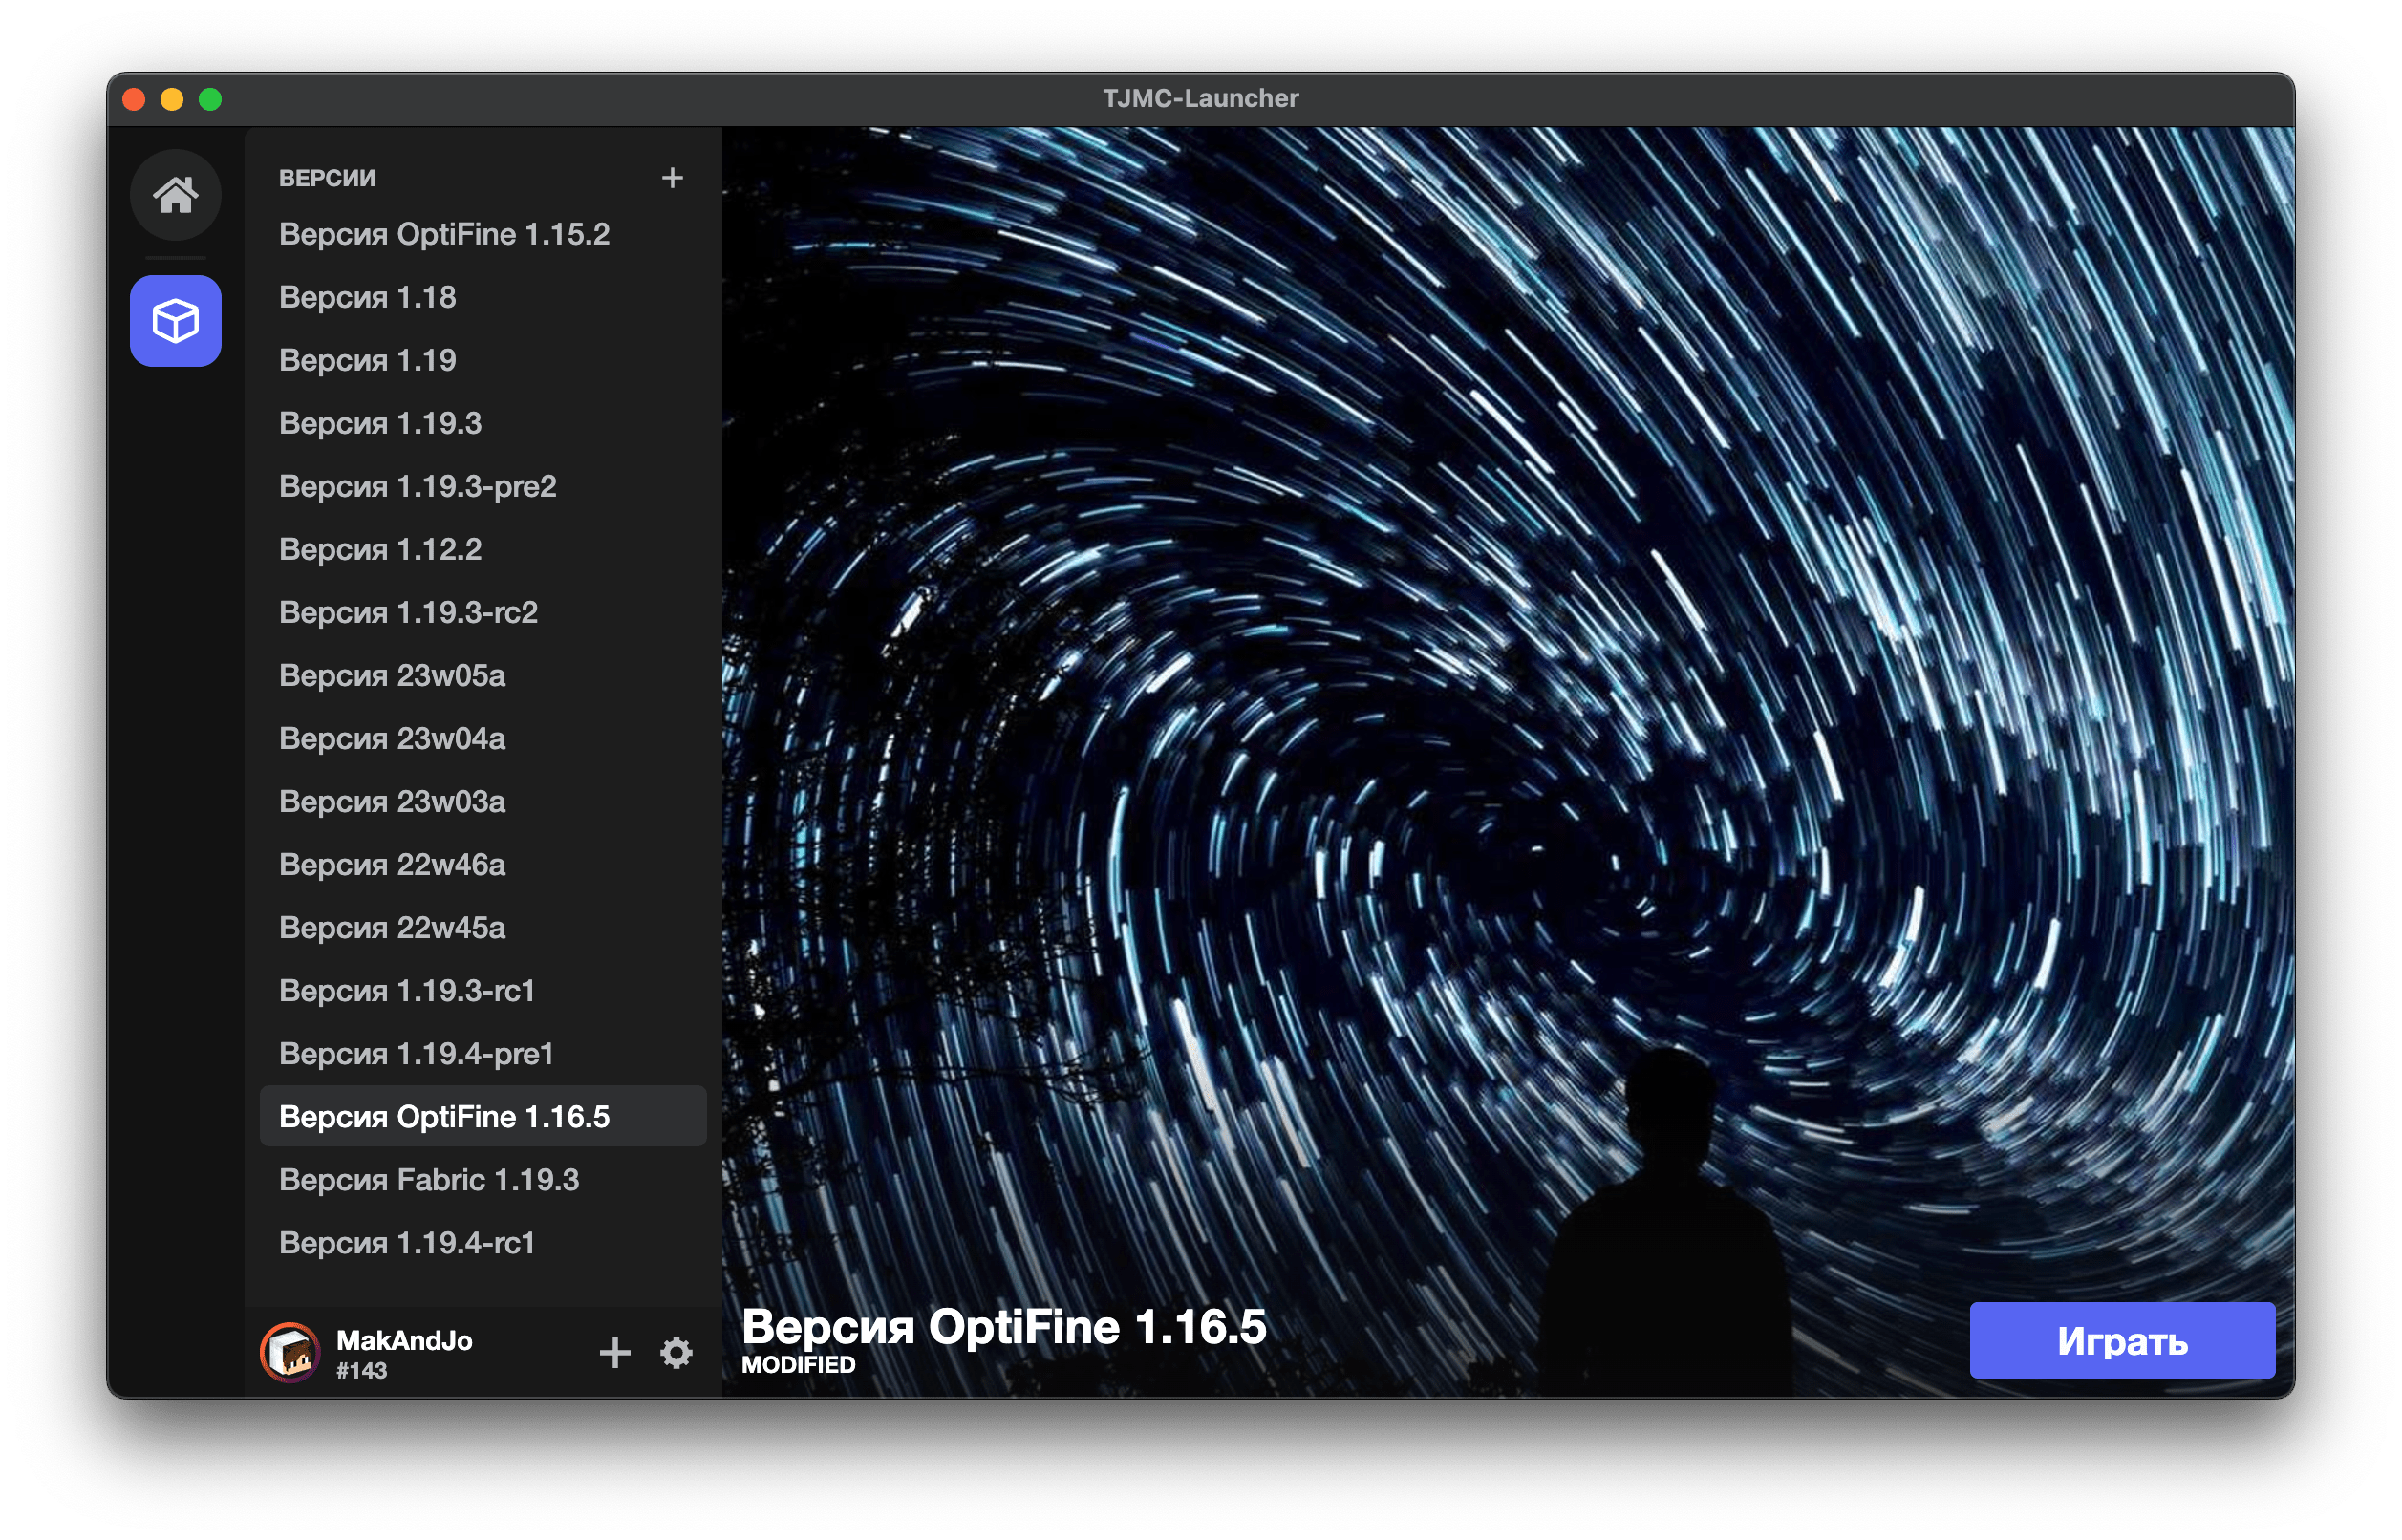 TJMC-Launcher
ВЕРСИИ
Версия OptiFine 1.15.2
Версия 1.18
Версия 1.19
Версия 1.19.3
Версия 1.19.3-pre2
Версия 1.12.2
Версия 1.19.3-rc2
Версия 23w05a
Версия 23w04a
Версия 23w03a
Версия 22w46a
Версия 22w45a
Версия 1.19.3-rc1
Версия 1.19.4-pre1
Версия OptiFine 1.16.5
Версия Fabric 1.19.3
Версия 1.19.4-rc1
MakAndJo
#143
Версия OptiFine 1.16.5
MODIFIED
Играть